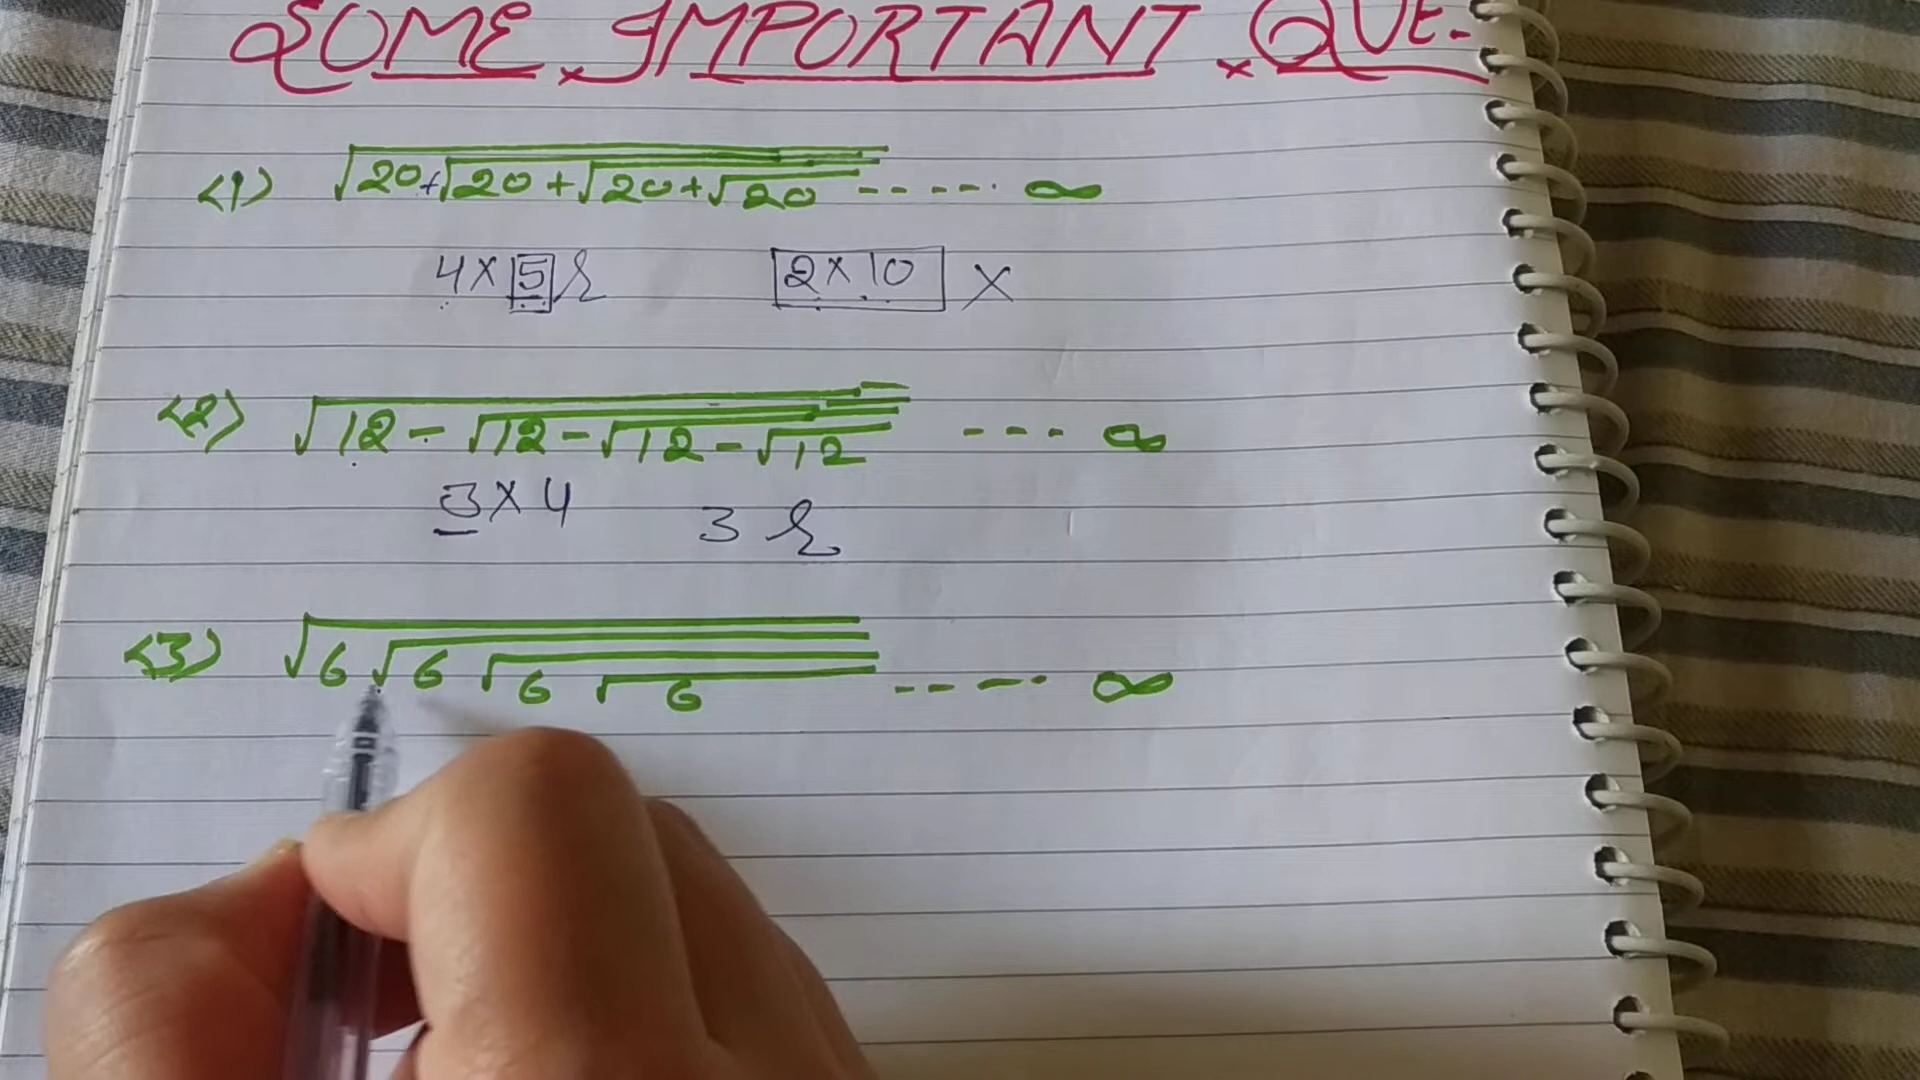 SOME IMPORTANT QUE.
(1) √20+√20+√20+√20 ----- ∞
4×5 2×10 ×
(2) √12-√12-√12-√12 --- ∞
3×4 3
(3) √6√6√6√6 ----- ∞